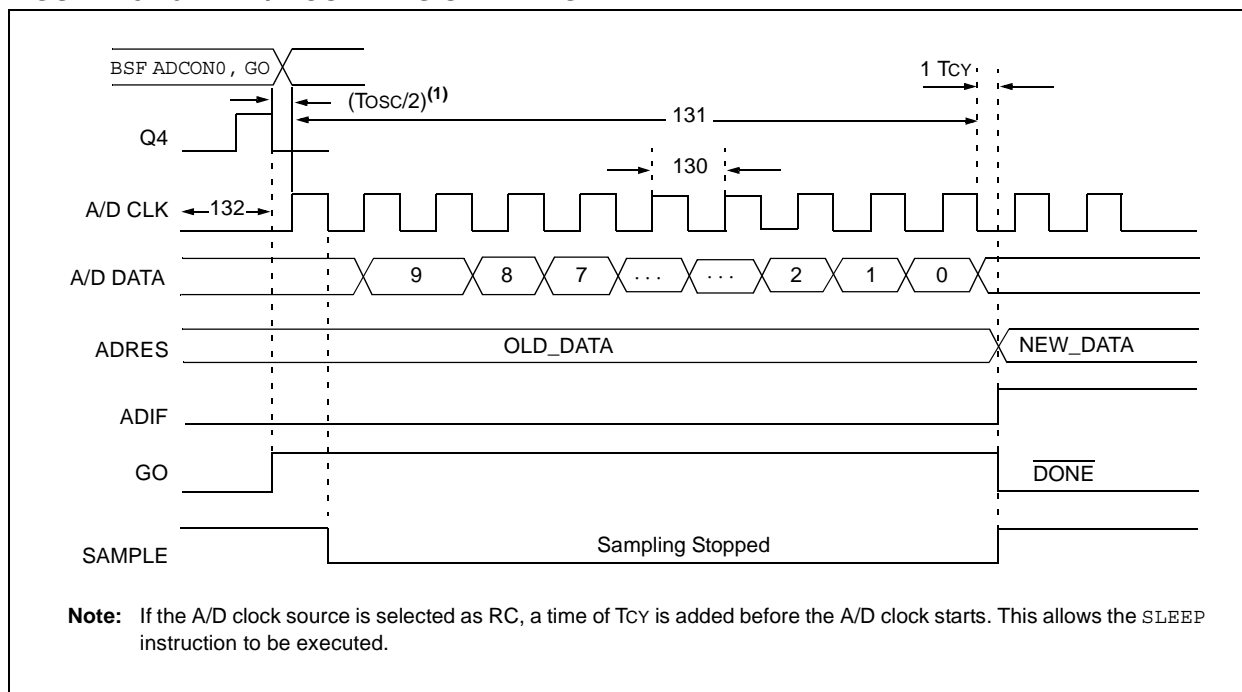 BSF ADCON0, GO
1 TCY
(TOSC/2)(1)
131
Q4
130
A/D CLK
132
A/D DATA
9 8 7 ... ... 2 1 0
ADRES
OLD_DATA
NEW_DATA
ADIF
GO
DONE
SAMPLE
Sampling Stopped
Note: If the A/D clock source is selected as RC, a time of TCY is added before the A/D clock starts. This allows the SLEEP
instruction to be executed.